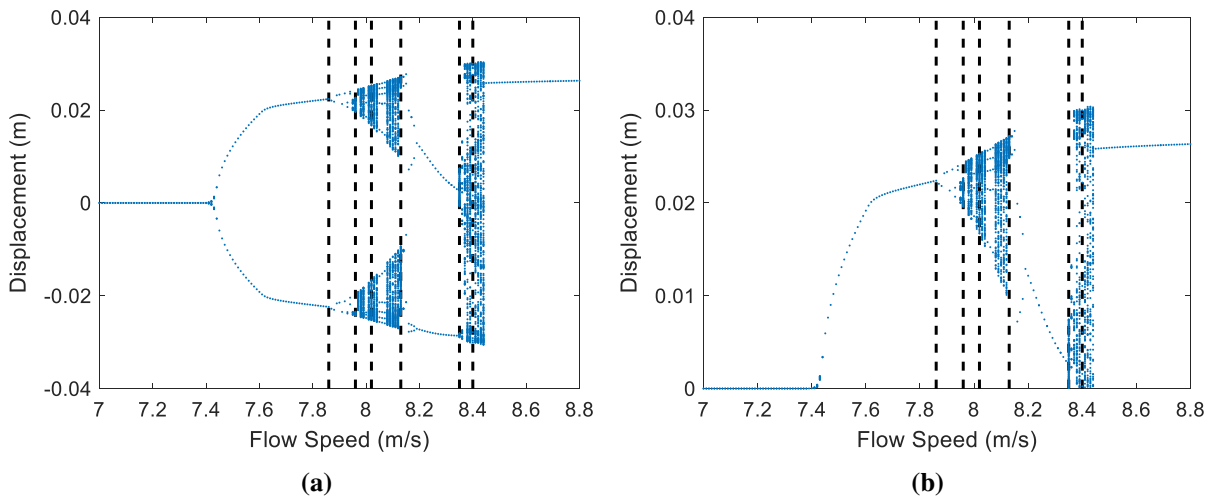 0.04
0.02
0
-0.02
-0.04
Displacement (m)
7 7.2 7.4 7.6 7.8 8 8.2 8.4 8.6 8.8
Flow Speed (m/s)
(a)
0.04
0.03
0.02
0.01
0
Displacement (m)
7 7.2 7.4 7.6 7.8 8 8.2 8.4 8.6 8.8
Flow Speed (m/s)
(b)